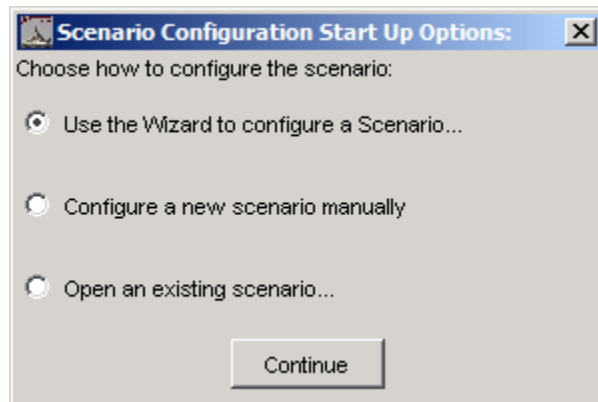 Scenario Configuration Start Up Options:
Choose how to configure the scenario:
Use the Wizard to configure a Scenario...
Configure a new scenario manually
Open an existing scenario...
Continue